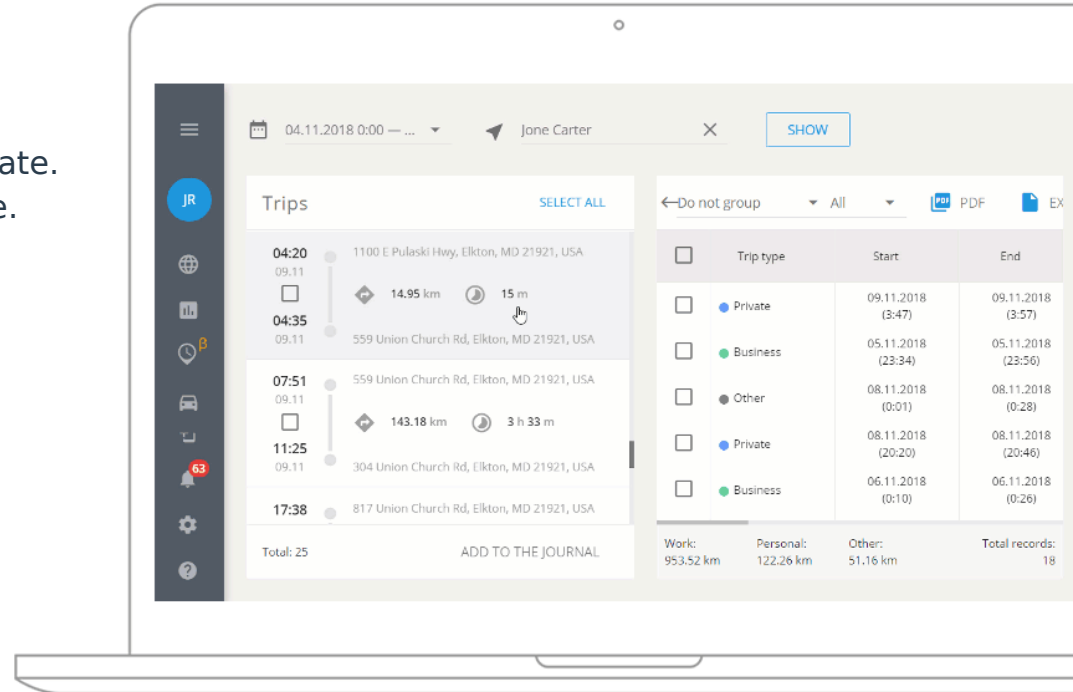 ate.
e.
04.11.2018 0:00 — ...
Jone Carter
SHOW
JR
β
63
Trips
SELECT ALL
04:20
09.11
1100 E Pulaski Hwy, Elkton, MD 21921, USA
14.95 km
15 m
04:35
09.11
559 Union Church Rd, Elkton, MD 21921, USA
07:51
09.11
559 Union Church Rd, Elkton, MD 21921, USA
143.18 km
3 h 33 m
11:25
09.11
304 Union Church Rd, Elkton, MD 21921, USA
17:38
817 Union Church Rd, Elkton, MD 21921, USA
Total: 25
ADD TO THE JOURNAL
Do not group
All
PDF
PDF
EX
Trip type Start End
Private 09.11.2018 09.11.2018
(3:47) (3:57)
Business 05.11.2018 05.11.2018
(23:34) (23:56)
Other 08.11.2018 08.11.2018
(0:01) (0:28)
Private 08.11.2018 08.11.2018
(20:20) (20:46)
Business 06.11.2018 06.11.2018
(0:10) (0:26)
Work: Personal: Other: Total records:
953.52 km 122.26 km 51.16 km 18